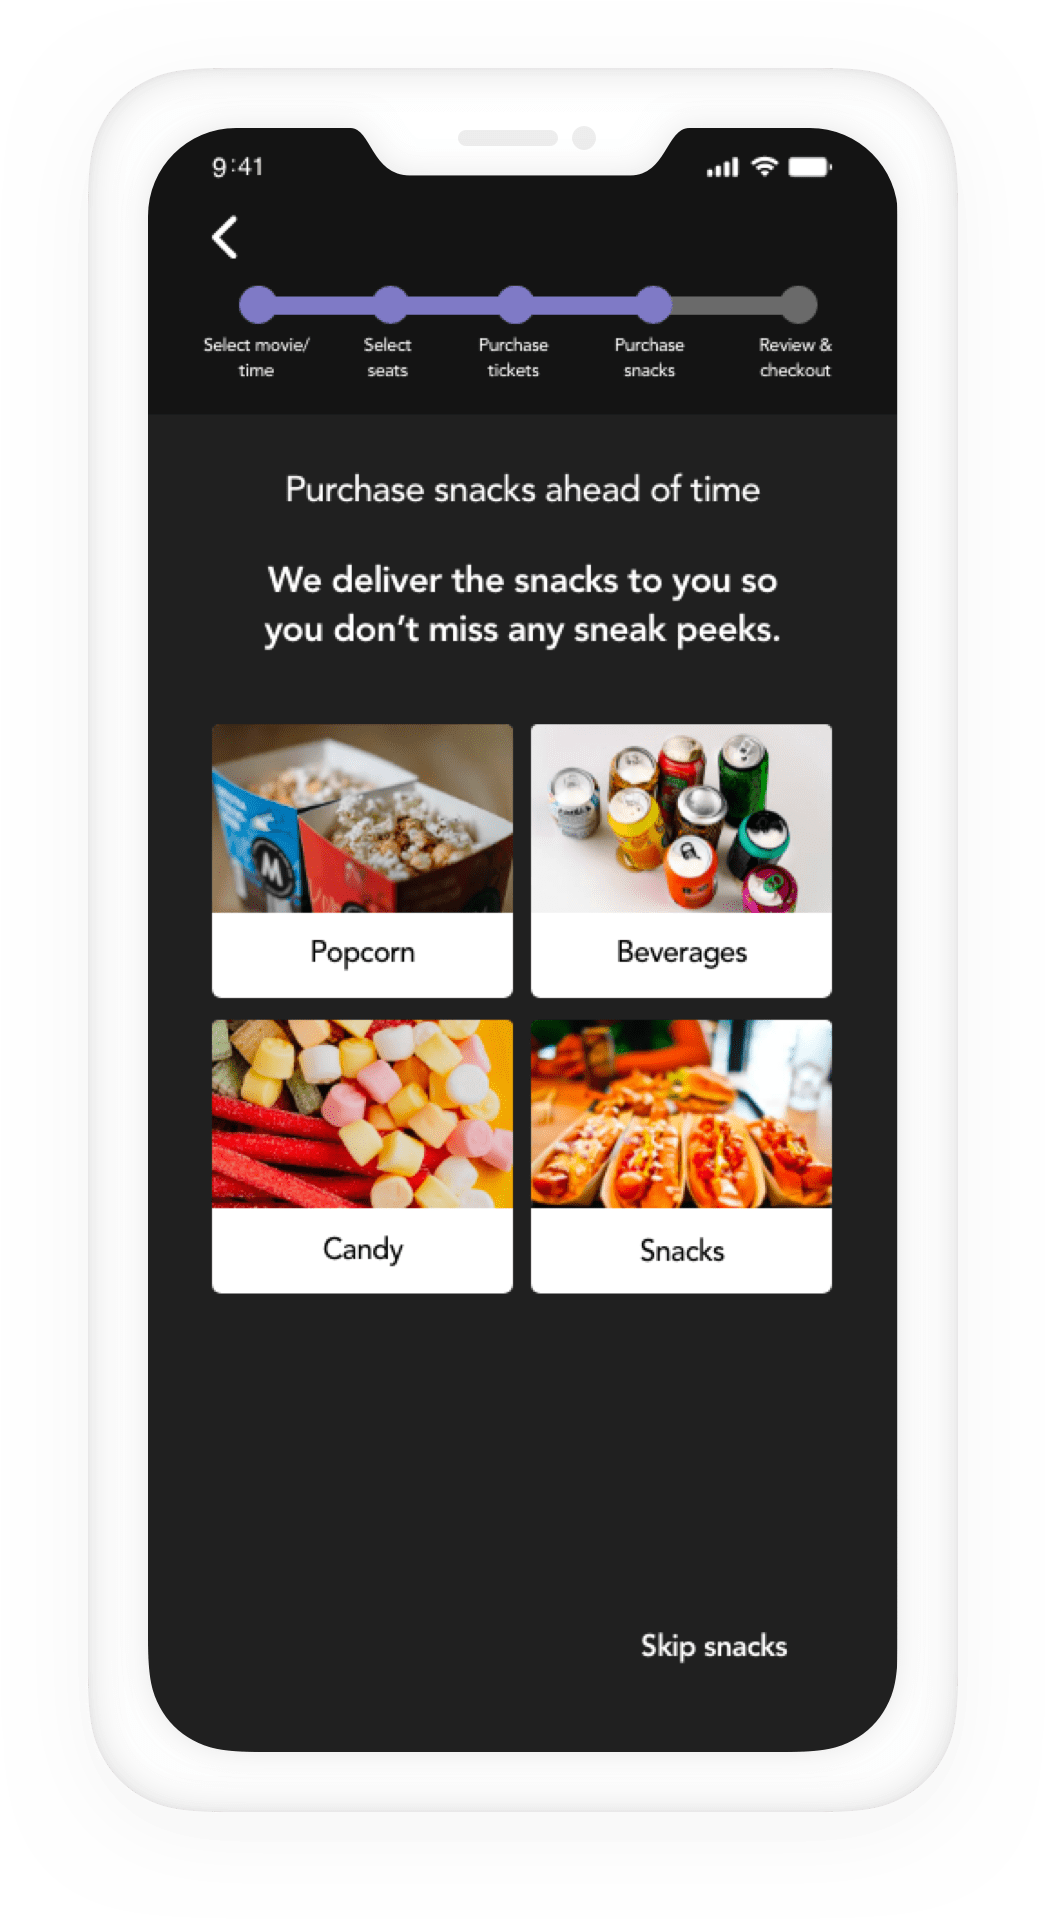 9:41
Select movie/
time
Select
seats
Purchase
tickets
Purchase
snacks
Review &
checkout
Purchase snacks ahead of time
We deliver the snacks to you so
you don’t miss any sneak peeks.
M
Popcorn
Beverages
Candy
Snacks
Skip snacks